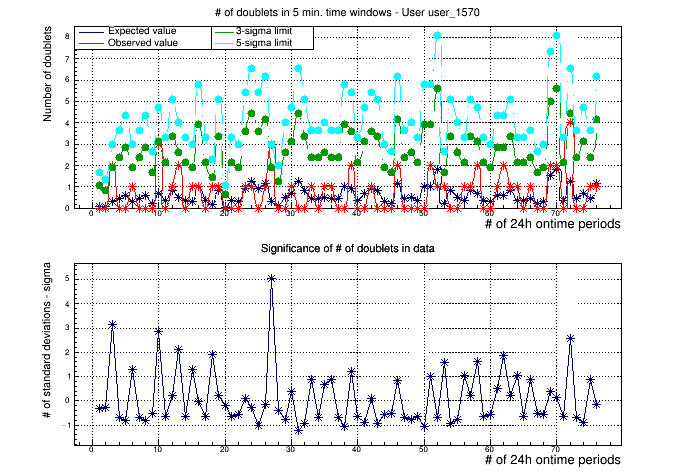 # of doublets in 5 min. time windows - User user_1570
Number of doublets
Expected value
3-sigma limit
Observed value
5-sigma limit
8
7
6
5
4
3
2
1
0
0 10 20 30 40 50 60 70
# of 24h ontime periods
Significance of # of doublets in data
# of standard deviations - sigma
5
4
3
2
1
0
-1
0 10 20 30 40 50 60 70
# of 24h ontime periods